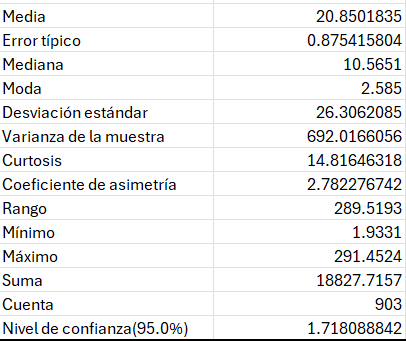 Media 20.8501835
Error típico 0.875415804
Mediana 10.5651
Moda 2.585
Desviación estándar 26.3062085
Varianza de la muestra 692.0166056
Curtosis 14.81646318
Coeficiente de asimetría 2.782276742
Rango 289.5193
Mínimo 1.9331
Máximo 291.4524
Suma 18827.7157
Cuenta 903
Nivel de confianza(95.0%) 1.718088842